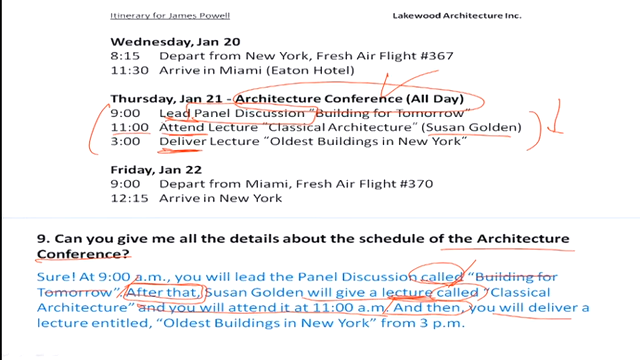 Itinerary for James Powell Lakewood Architecture Inc.
Wednesday, Jan 20
8:15 Depart from New York, Fresh Air Flight #367
11:30 Arrive in Miami (Eaton Hotel)
Thursday, Jan 21 - Architecture Conference (All Day)
9:00 Lead Panel Discussion "Building for Tomorrow"
11:00 Attend Lecture "Classical Architecture" (Susan Golden)
3:00 Deliver Lecture "Oldest Buildings in New York"
Friday, Jan 22
9:00 Depart from Miami, Fresh Air Flight #370
12:15 Arrive in New York
9. Can you give me all the details about the schedule of the Architecture
Conference?
Sure! At 9:00 a.m., you will lead the Panel Discussion called "Building for
Tomorrow". After that, Susan Golden will give a lecture called "Classical
Architecture" and you will attend it at 11:00 a.m. And then, you will deliver a
lecture entitled, "Oldest Buildings in New York" from 3 p.m.